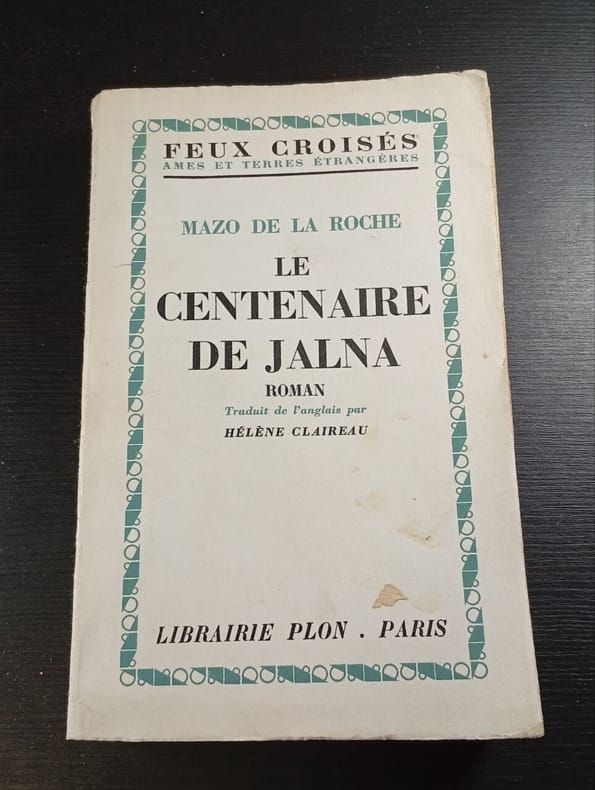 FEUX CROISÉS
AMES ET TERRES ÉTRANGÈRES
MAZO DE LA ROCHE
LE
CENTENAIRE
DE JALNA
ROMAN
Traduit de l'anglais par
HÉLÈNE CLAIREAU
LIBRAIRIE PLON . PARIS